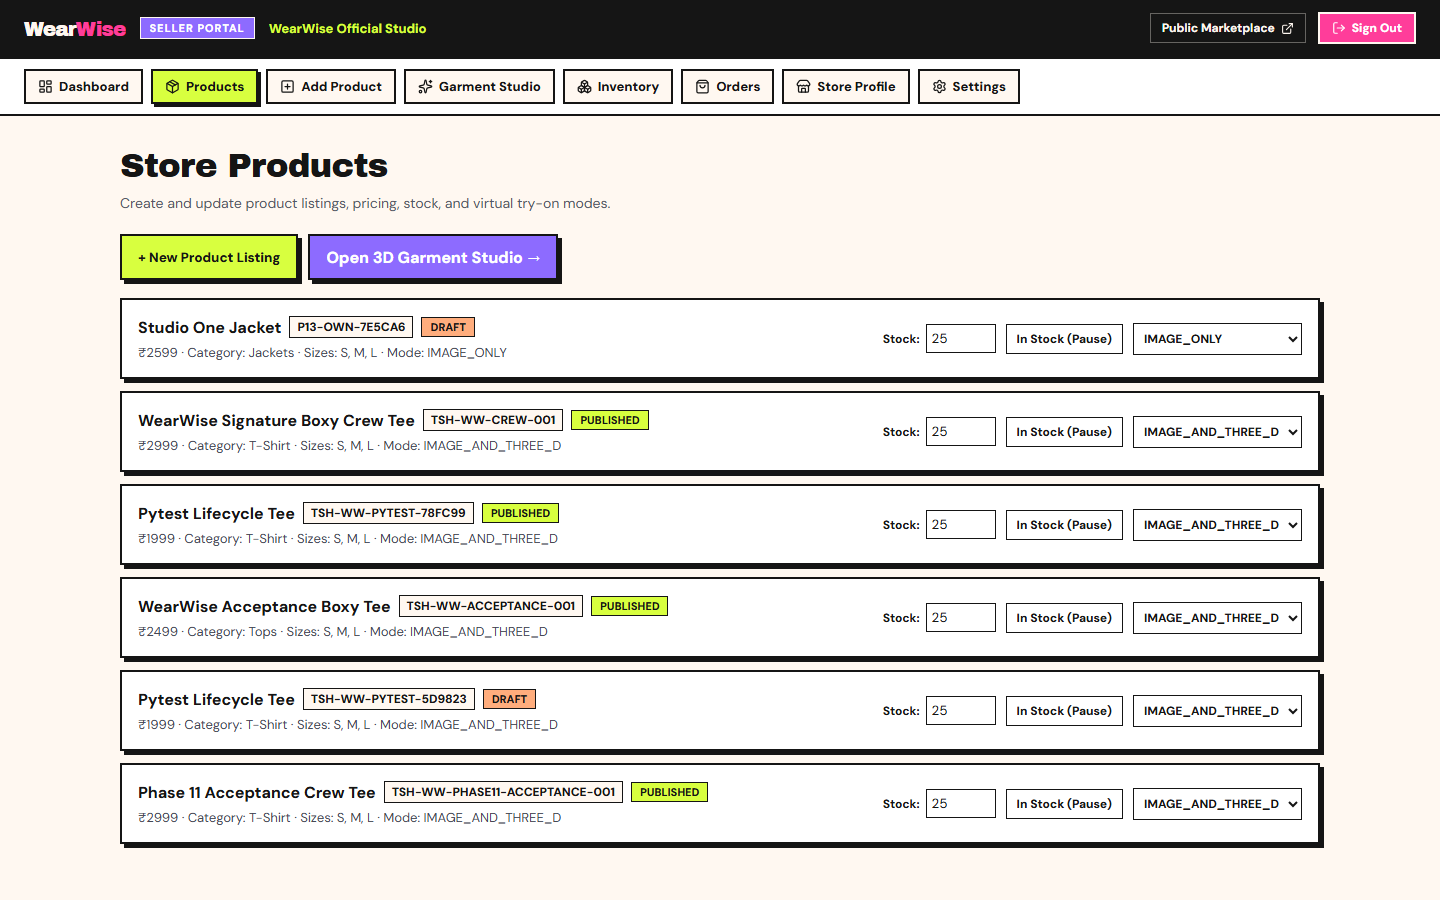 WearWise SELLER PORTAL WearWise Official Studio Public Marketplace Sign Out
Dashboard Products Add Product Garment Studio Inventory Orders Store Profile Settings
Store Products
Create and update product listings, pricing, stock, and virtual try-on modes.
+ New Product Listing Open 3D Garment Studio →
Studio One Jacket P13-OWN-7E5CA6 DRAFT
₹2599 · Category: Jackets · Sizes: S, M, L · Mode: IMAGE_ONLY
Stock: 25 In Stock (Pause) IMAGE_ONLY
WearWise Signature Boxy Crew Tee TSH-WW-CREW-001 PUBLISHED
₹2999 · Category: T-Shirt · Sizes: S, M, L · Mode: IMAGE_AND_THREE_D
Stock: 25 In Stock (Pause) IMAGE_AND_THREE_D
Pytest Lifecycle Tee TSH-WW-PYTEST-78FC99 PUBLISHED
₹1999 · Category: T-Shirt · Sizes: S, M, L · Mode: IMAGE_AND_THREE_D
Stock: 25 In Stock (Pause) IMAGE_AND_THREE_D
WearWise Acceptance Boxy Tee TSH-WW-ACCEPTANCE-001 PUBLISHED
₹2499 · Category: Tops · Sizes: S, M, L · Mode: IMAGE_AND_THREE_D
Stock: 25 In Stock (Pause) IMAGE_AND_THREE_D
Pytest Lifecycle Tee TSH-WW-PYTEST-5D9823 DRAFT
₹1999 · Category: T-Shirt · Sizes: S, M, L · Mode: IMAGE_AND_THREE_D
Stock: 25 In Stock (Pause) IMAGE_AND_THREE_D
Phase 11 Acceptance Crew Tee TSH-WW-PHASE11-ACCEPTANCE-001 PUBLISHED
₹2999 · Category: T-Shirt · Sizes: S, M, L · Mode: IMAGE_AND_THREE_D
Stock: 25 In Stock (Pause) IMAGE_AND_THREE_D